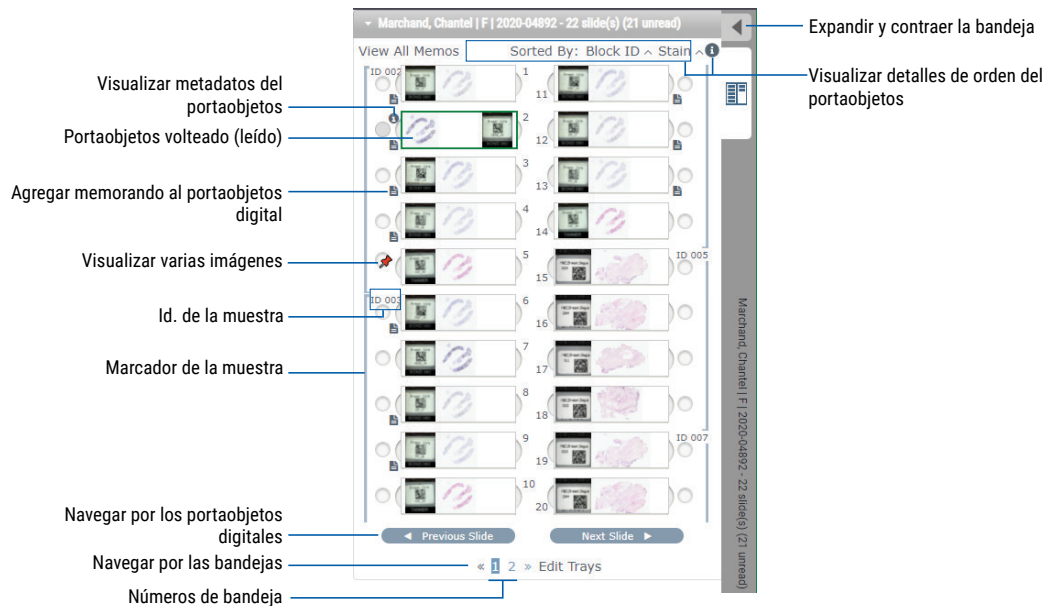 Marchand, Chantel | F | 2020-04892 - 22 slide(s) (21 unread)
View All Memos
Sorted By: Block ID ^ Stain ^
Expandir y contraer la bandeja
Visualizar detalles de orden del
portaobjetos
Visualizar metadatos del
portaobjetos
Portaobjetos volteado (leído)
Agregar memorando al portaobjetos
digital
Visualizar varias imágenes
Id. de la muestra
Marcador de la muestra
Navegar por los portaobjetos
digitales
Navegar por las bandejas
Números de bandeja
ID 002
1
2
3
4
5
ID 003
6
7
8
9
10
11
12
13
14
ID 005
15
16
17
18
ID 007
19
20
◄ Previous Slide
Next Slide ►
« 1 2 » Edit Trays
Marchand, Chantel | F | 2020-04892 - 22 slide(s) (21 unread)